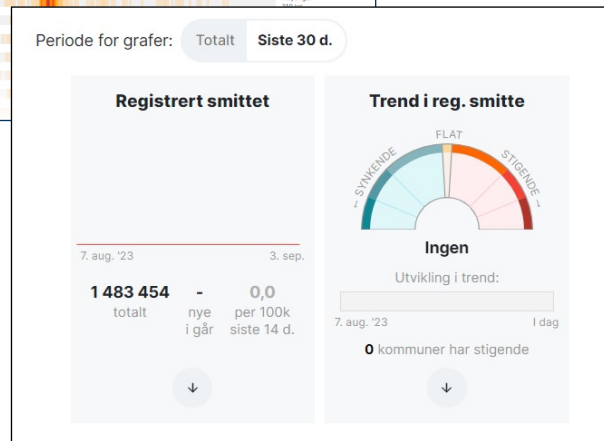 Periode for grafer: Totalt Siste 30 d.
Registrert smittet
7. aug. '23 3. sep.
1 483 454 - 0,0
totalt nye per 100k
i går siste 14 d.
Trend i reg. smitte
FLAT
← SYNKENDE STIGENDE →
Ingen
Utvikling i trend:
7. aug. '23 I dag
0 kommuner har stigende